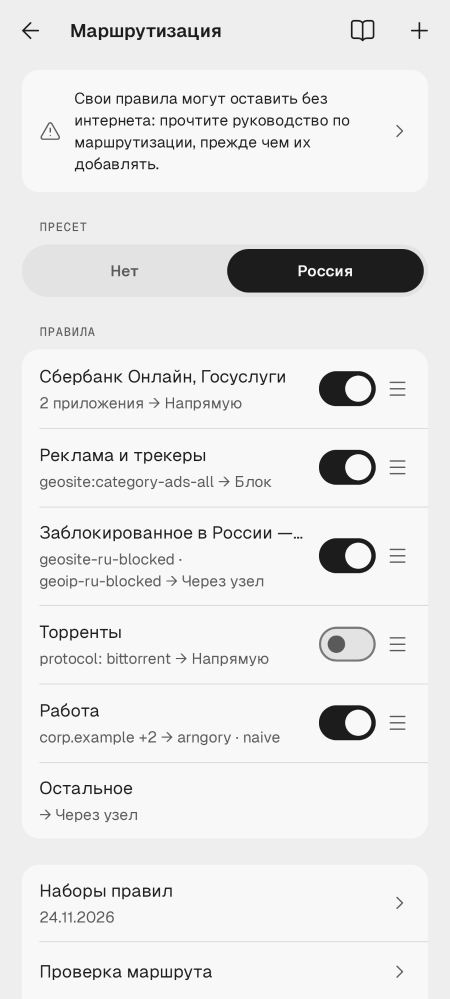 Маршрутизация
Свои правила могут оставить без
интернета: прочтите руководство по
маршрутизации, прежде чем их
добавлять.
ПРЕСЕТ
Нет
Россия
ПРАВИЛА
Сбербанк Онлайн, Госуслуги
2 приложения → Напрямую
Реклама и трекеры
geosite:category-ads-all → Блок
Заблокированное в России —…
geosite-ru-blocked ·
geoip-ru-blocked → Через узел
Торренты
protocol: bittorrent → Напрямую
Работа
corp.example +2 → arngory · naive
Остальное
→ Через узел
Наборы правил
24.11.2026
Проверка маршрута